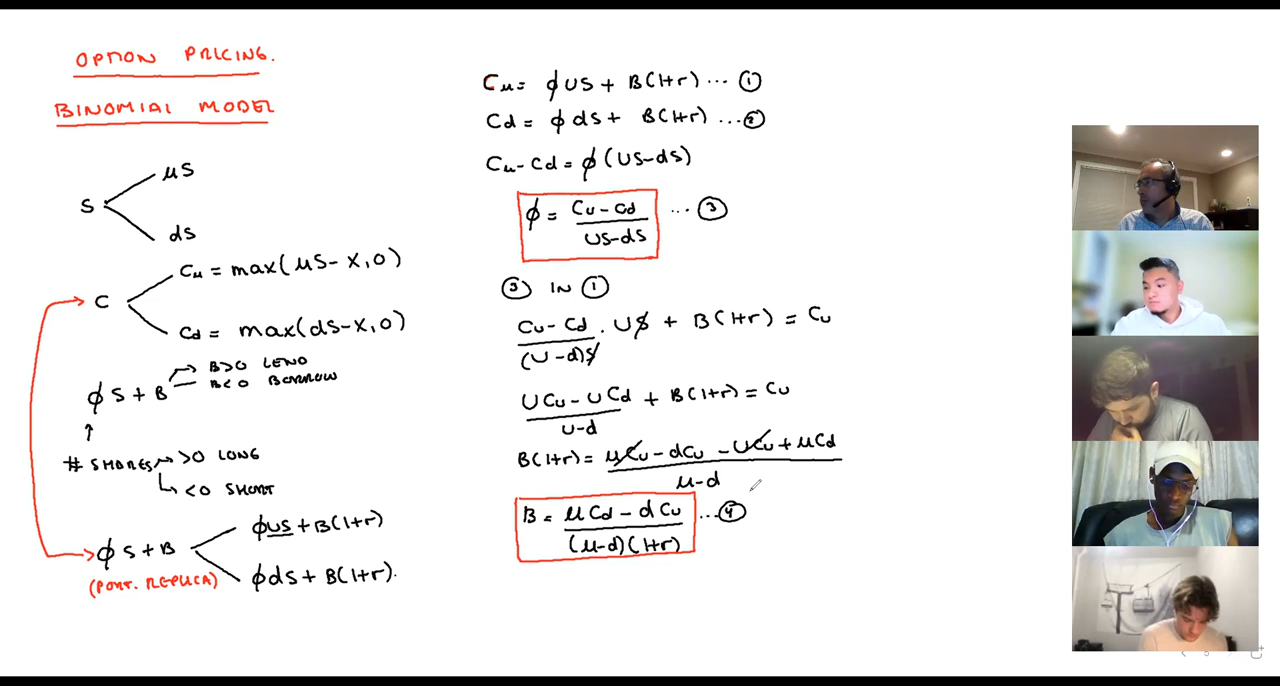 OPTION PRICING.
BINOMIAL MODEL
S
uS
dS
C
Cu = max(uS-X,0)
Cd = max(dS-X,0)
ϕS+B
B>0 LEND
B<0 BORROW
# SHARES
>0 LONG
<0 SHORT
ϕS+B
(PORT. REPLICA)
ϕuS+B(1+r)
ϕdS+B(1+r).
Cu = ϕUS + B(1+r) ... ①
Cd = ϕdS + B(1+r) ... ②
Cu-Cd = ϕ(US-dS)
ϕ = Cu-Cd / US-dS ... ③
③ IN ①
Cu-Cd / (U-d)S . US + B(1+r) = Cu
UCu-UCd / U-d + B(1+r) = Cu
B(1+r) = uCu - dCu - UCu + uCd / u-d
B = uCd - dCu / (u-d)(1+r) ... ④